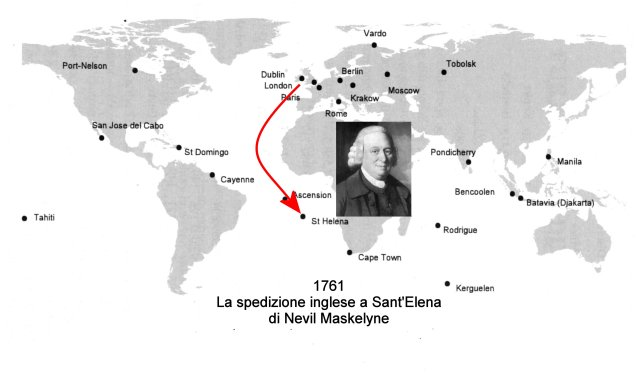 Vardo
Port-Nelson
Tobolsk
Dublin
Berlin
London
Moscow
Paris
Krakow
Rome
San Jose del Cabo
St Domingo
Pondicherry
Manila
Cayenne
Bencoolen
Ascension
Batavia (Djakarta)
Tahiti
St Helena
Rodrigue
Cape Town
Kerguelen
1761
La spedizione inglese a Sant'Elena
di Nevil Maskelyne